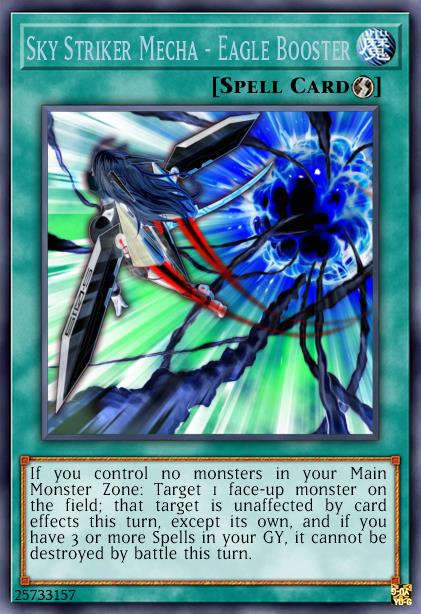 Sky Striker Mecha - Eagle Booster 魔
[Spell Card]
If you control no monsters in your Main
Monster Zone: Target 1 face-up monster on
the field; that target is unaffected by card
effects this turn, except its own, and if you
have 3 or more Spells in your GY, it cannot be
destroyed by battle this turn.
25733157